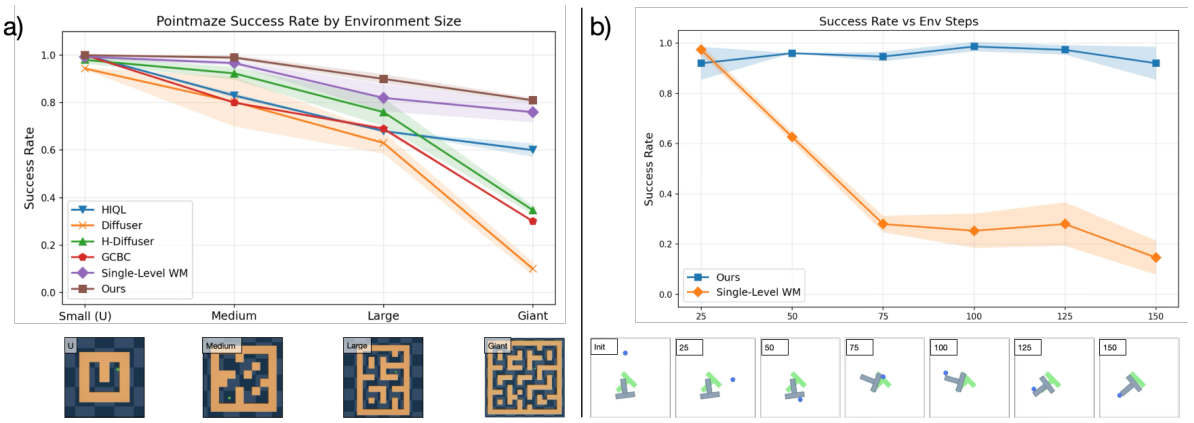 a)
Pointmaze Success Rate by Environment Size
Success Rate
1.0
0.8
0.6
0.4
0.2
0.0
HIQL
Diffuser
H-Diffuser
GCBC
Single-Level WM
Ours
Small (U)
Medium
Large
Giant
U
Medium
Large
Giant
b)
Success Rate vs Env Steps
Success Rate
1.0
0.8
0.6
0.4
0.2
0.0
Ours
Single-Level WM
25
50
75
100
125
150
Init
25
50
75
100
125
150